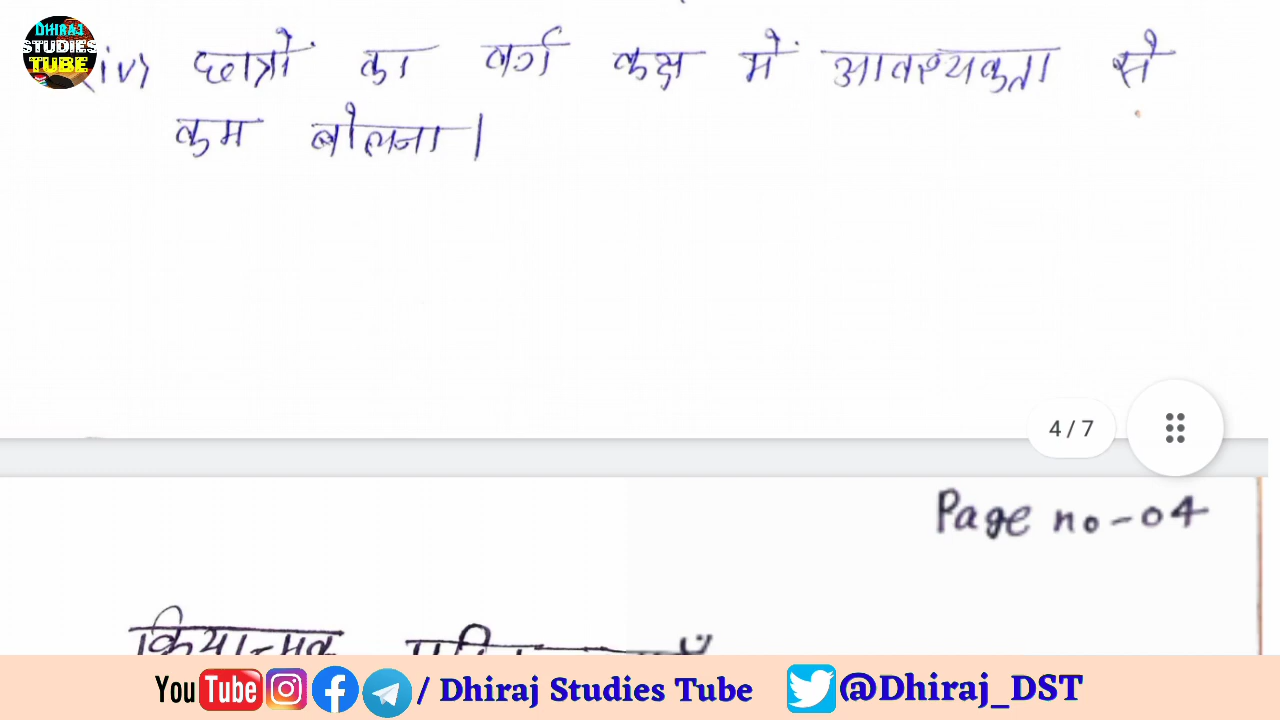 DHIRAJ
STUDIES
TUBE
(iv) छात्रों का वर्ग कक्ष में आवश्यकता से
कम बोलना।
4 / 7
Page no-04
क्रियात्मक
YouTube / Dhiraj Studies Tube @Dhiraj_DST